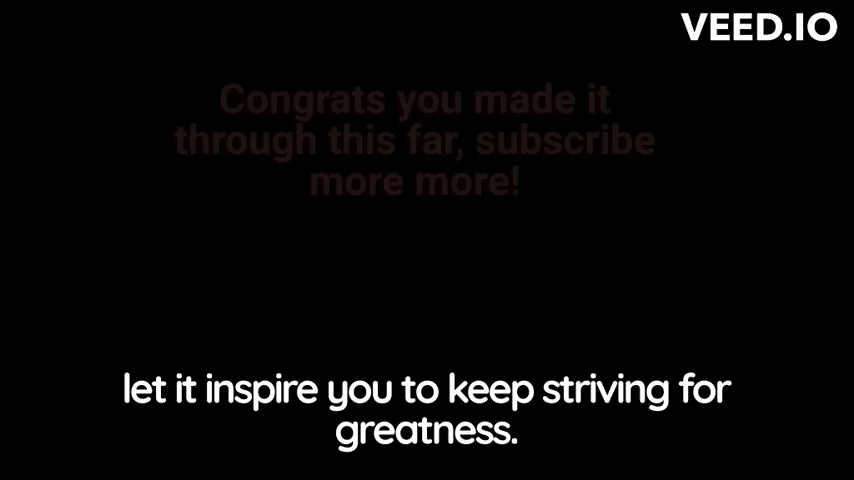 VEED.IO
Congrats you made it
through this far, subscribe
more more!
let it inspire you to keep striving for
greatness.